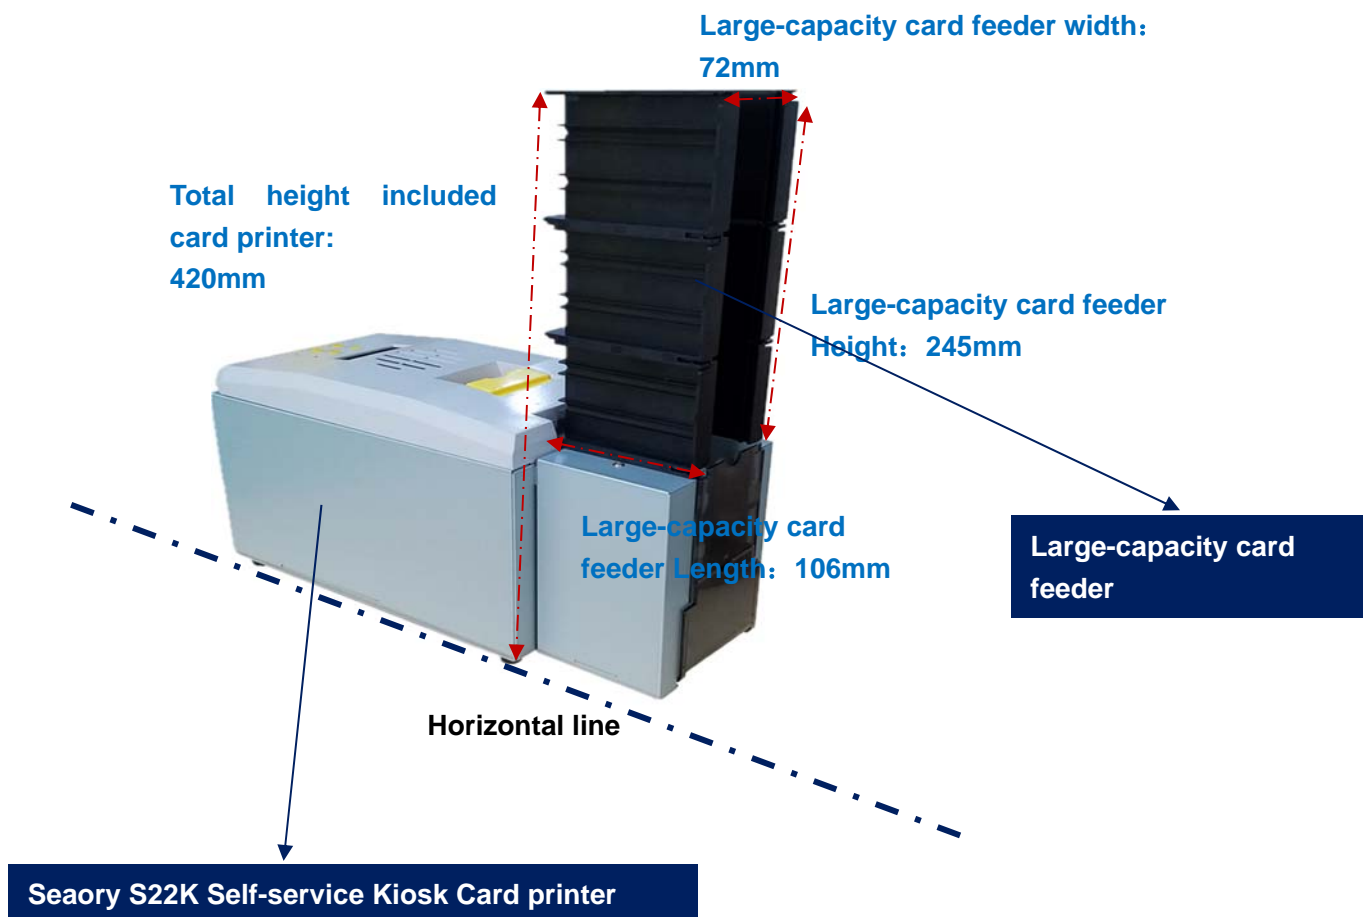 Large-capacity card feeder width：
72mm
Total height included
card printer:
420mm
Large-capacity card feeder
Height：245mm
Large-capacity card
feeder Length：106mm
Large-capacity card
feeder
Horizontal line
Seaory S22K Self-service Kiosk Card printer